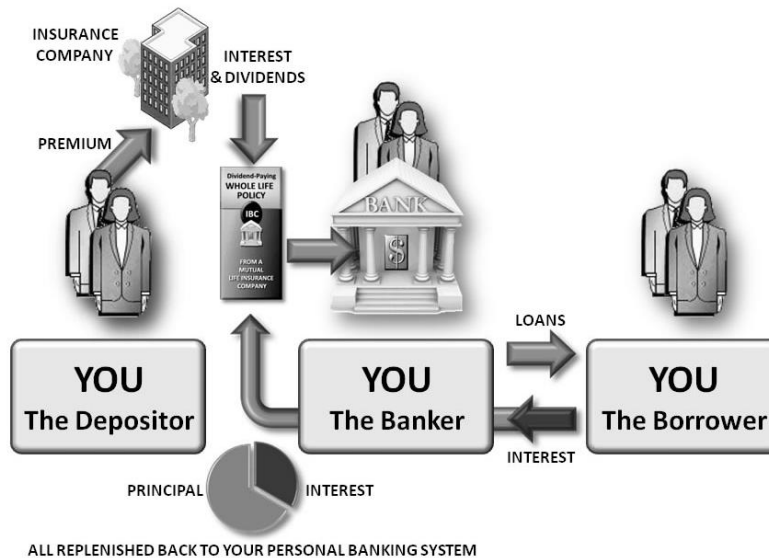 INSURANCE
COMPANY
INTEREST
& DIVIDENDS
PREMIUM
Dividend-Paying
WHOLE LIFE
POLICY
IBC
FROM A
MUTUAL
LIFE INSURANCE
COMPANY
BANK
$
LOANS
YOU
The Depositor
YOU
The Banker
YOU
The Borrower
INTEREST
PRINCIPAL
INTEREST
ALL REPLENISHED BACK TO YOUR PERSONAL BANKING SYSTEM